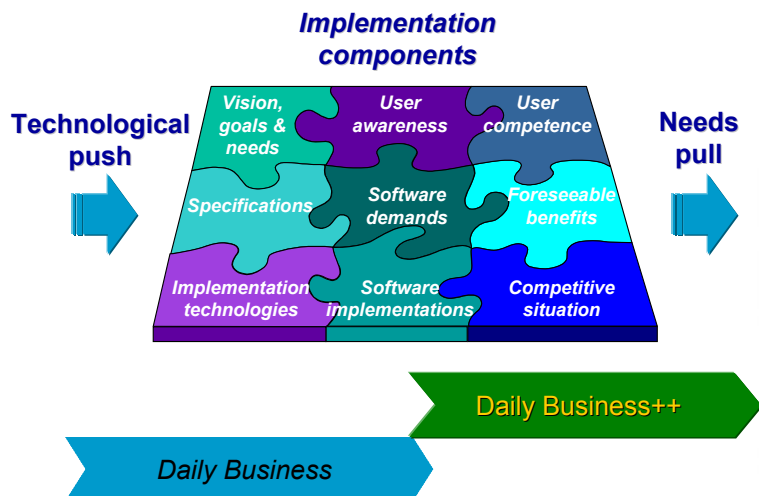 Implementation
components
Technological
push
Needs
pull
Vision,
goals &
needs
User
awareness
User
competence
Specifications
Software
demands
Foreseeable
benefits
Implementation
technologies
Software
implementations
Competitive
situation
Daily Business++
Daily Business